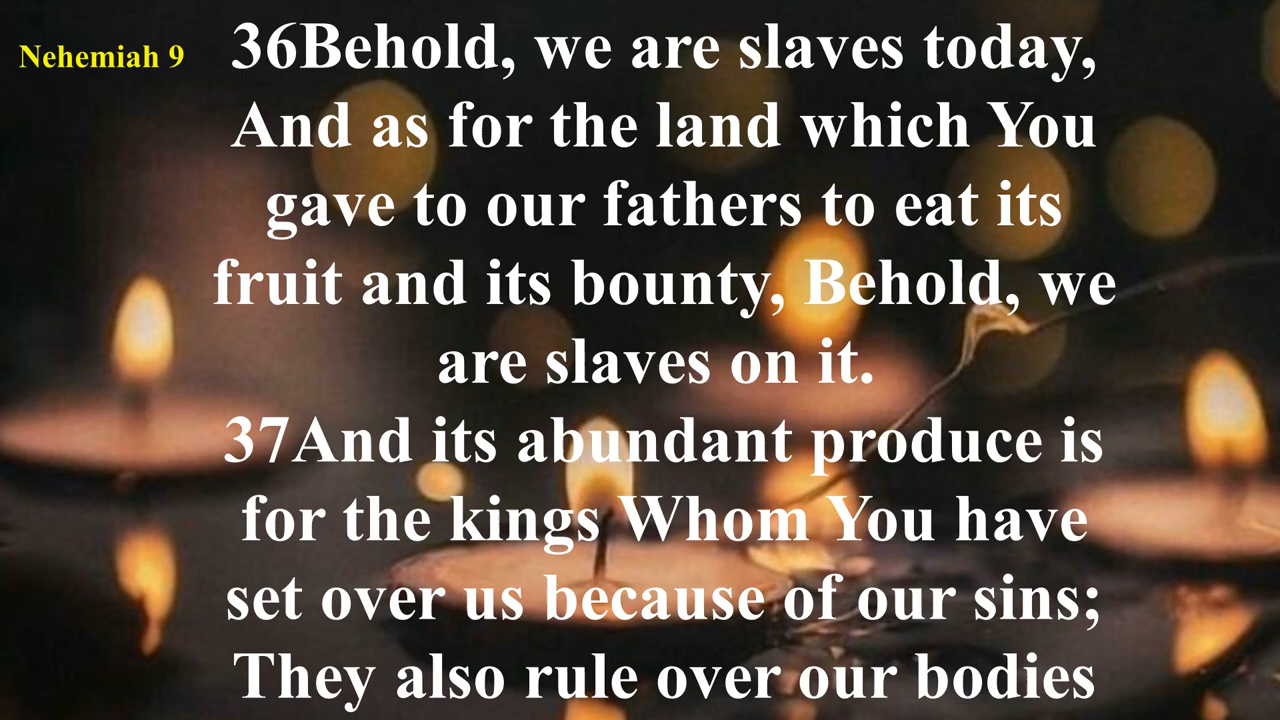 Nehemiah 9
36Behold, we are slaves today,
And as for the land which You
gave to our fathers to eat its
fruit and its bounty, Behold, we
are slaves on it.
37And its abundant produce is
for the kings Whom You have
set over us because of our sins;
They also rule over our bodies